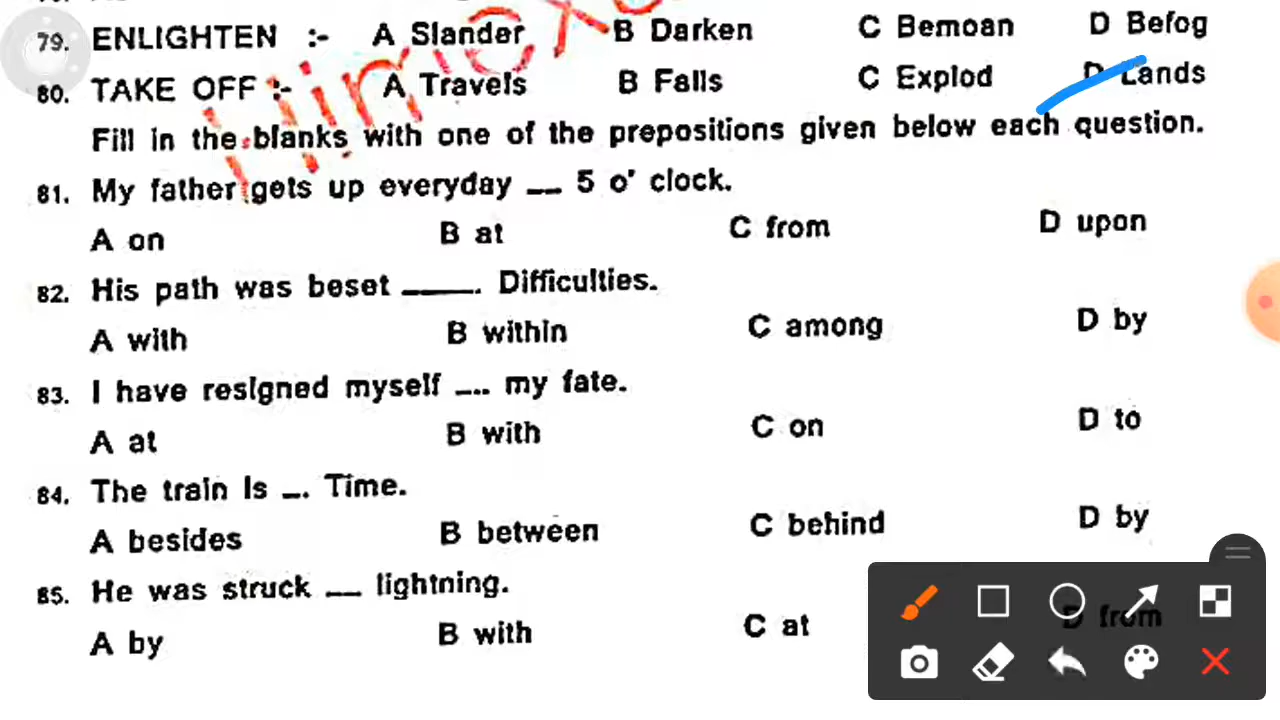 79. ENLIGHTEN :- A Slander B Darken C Bemoan D Befog
80. TAKE OFF :- A Travels B Falls C Explod D Lands
Fill in the blanks with one of the prepositions given below each question.
81. My father gets up everyday __ 5 o' clock.
A on B at C from D upon
82. His path was beset ____. Difficulties.
A with B within C among D by
83. I have resigned myself __.. my fate.
A at B with C on D to
84. The train Is _. Time.
A besides B between C behind D by
85. He was struck __ lightning.
A by B with C at D from